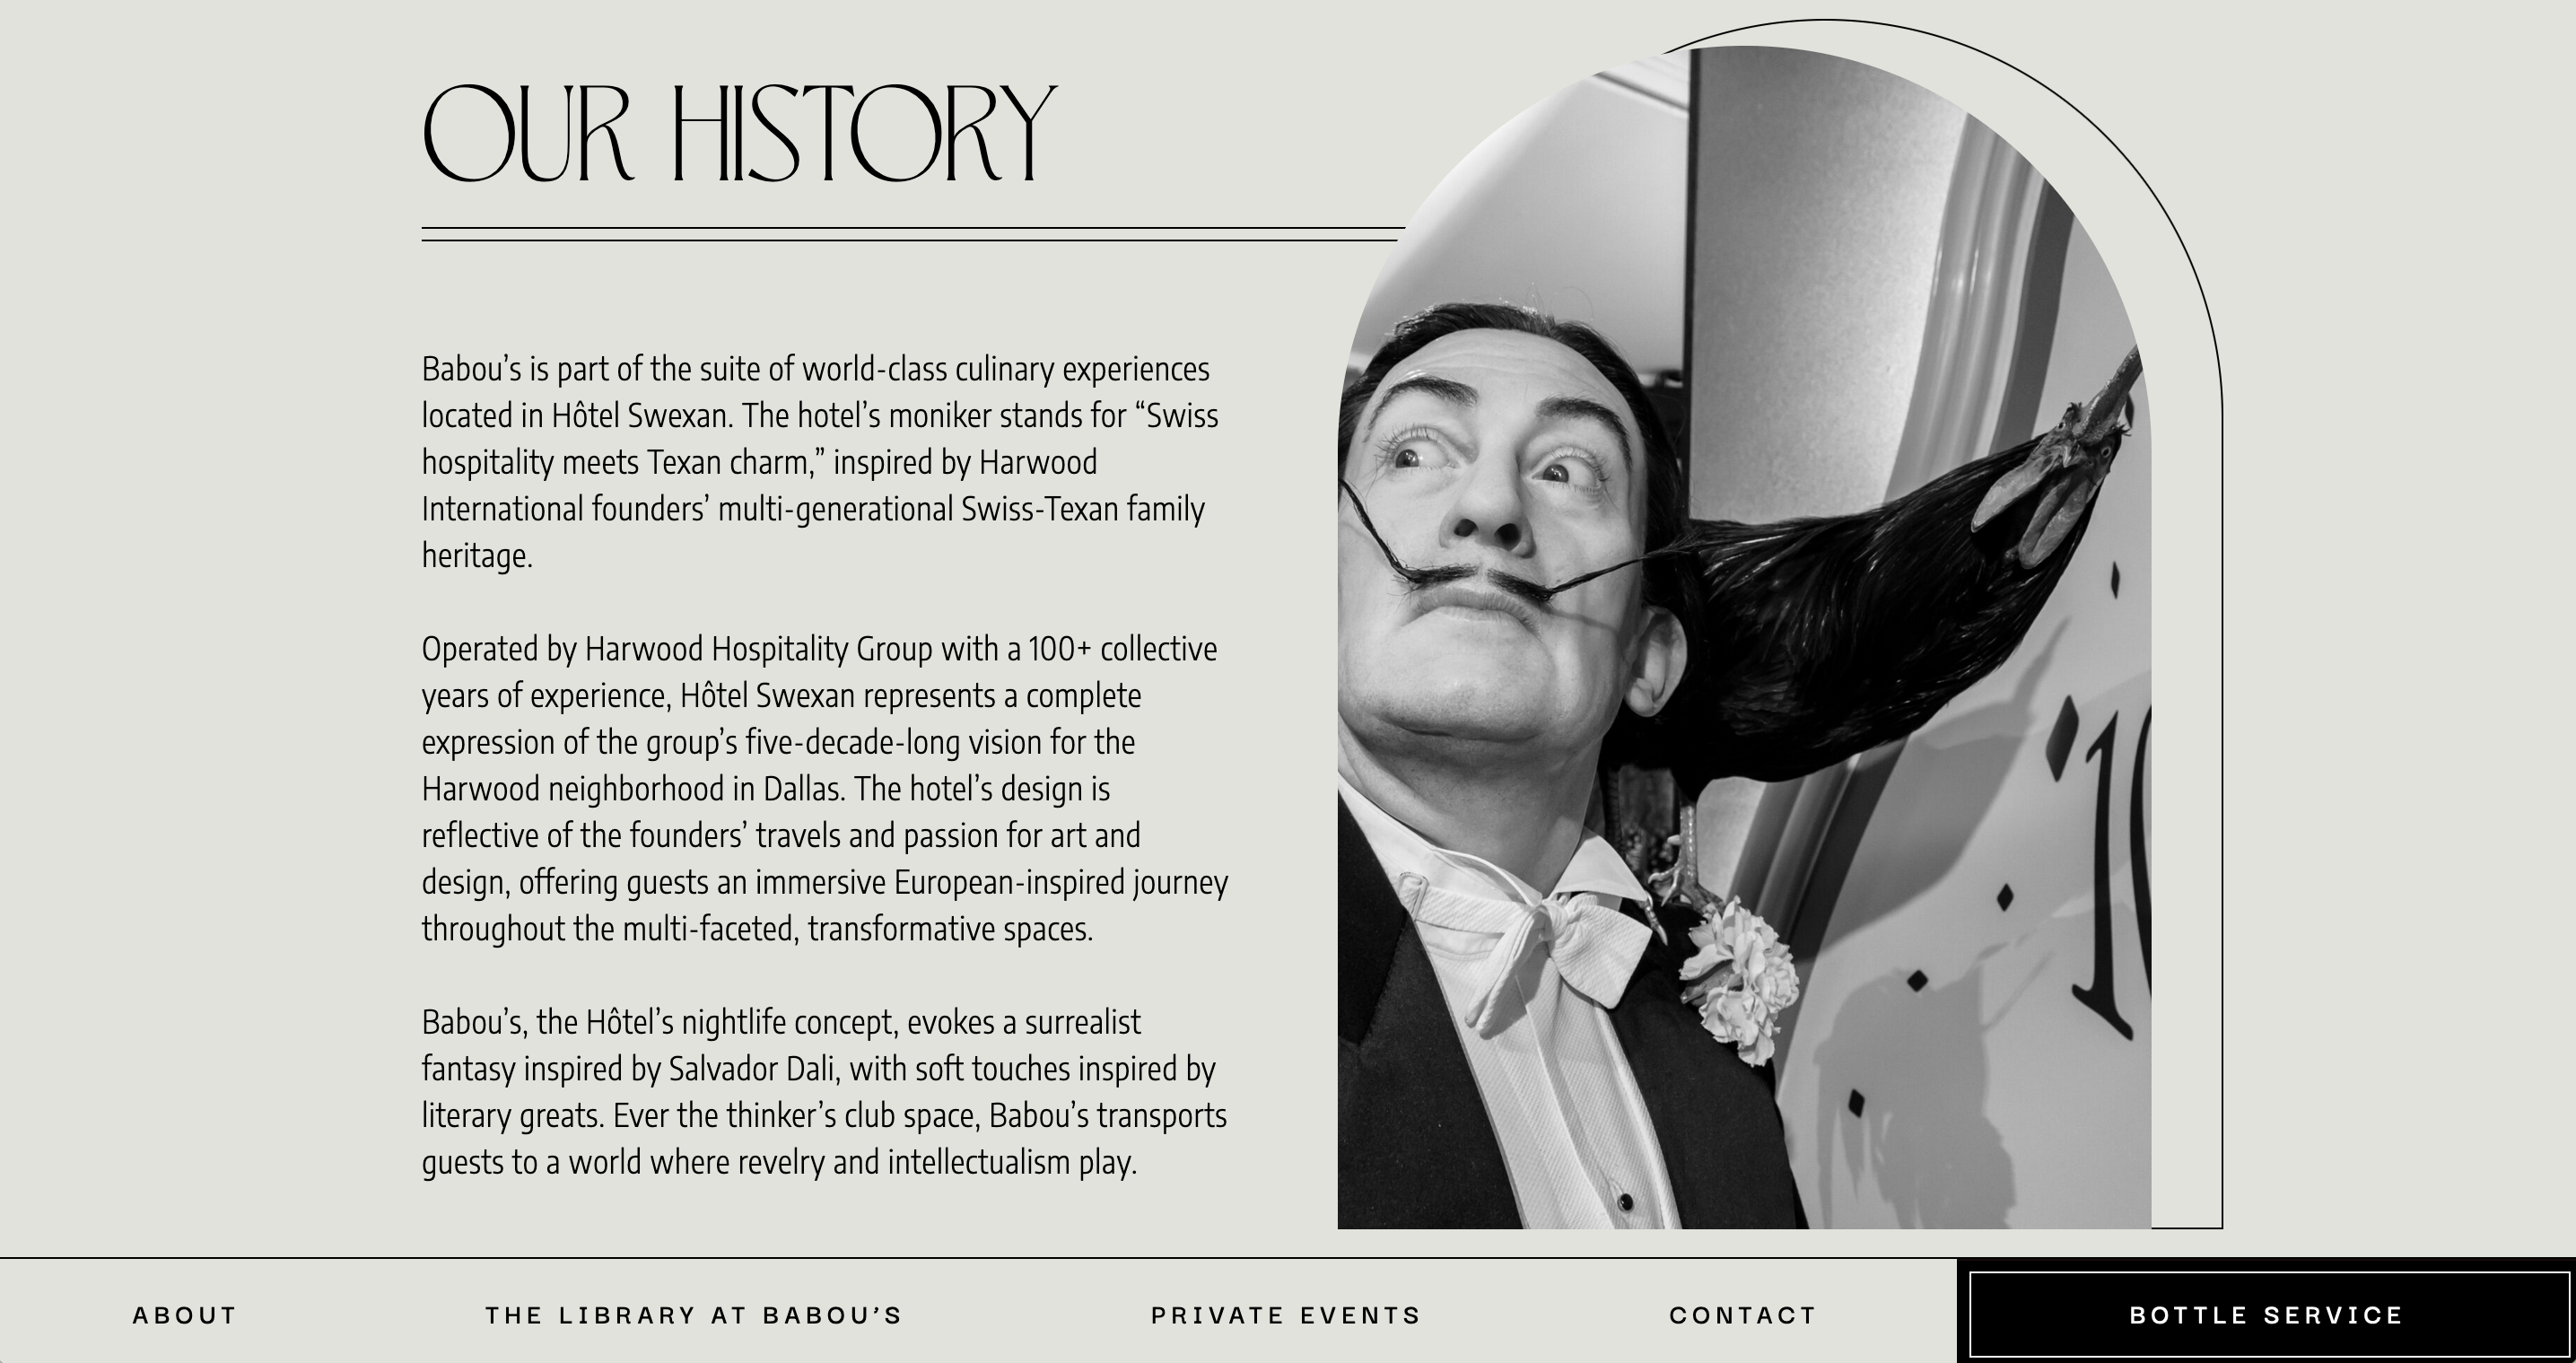 OUR HISTORY
Babou’s is part of the suite of world-class culinary experiences
located in Hôtel Swexan. The hotel’s moniker stands for “Swiss
hospitality meets Texan charm,” inspired by Harwood
International founders’ multi-generational Swiss-Texan family
heritage.
Operated by Harwood Hospitality Group with a 100+ collective
years of experience, Hôtel Swexan represents a complete
expression of the group’s five-decade-long vision for the
Harwood neighborhood in Dallas. The hotel’s design is
reflective of the founders’ travels and passion for art and
design, offering guests an immersive European-inspired journey
throughout the multi-faceted, transformative spaces.
Babou’s, the Hôtel’s nightlife concept, evokes a surrealist
fantasy inspired by Salvador Dali, with soft touches inspired by
literary greats. Ever the thinker’s club space, Babou’s transports
guests to a world where revelry and intellectualism play.
ABOUT
THE LIBRARY AT BABOU’S
PRIVATE EVENTS
CONTACT
BOTTLE SERVICE